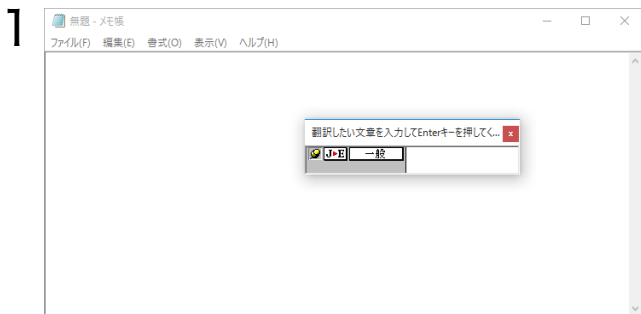 1
無題 - メモ帳
ファイル(F) 編集(E) 書式(O) 表示(V) ヘルプ(H)
翻訳したい文章を入力してEnterキーを押してく... x
J▶E 一般